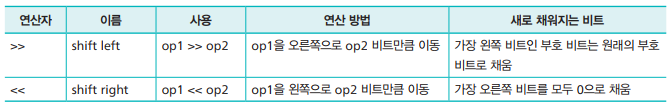 연산자 이름 사용 연산 방법 새로 채워지는 비트
>> shift left op1 >> op2 op1을 오른쪽으로 op2 비트만큼 이동 가장 왼쪽 비트인 부호 비트는 원래의 부호
비트로 채움
<< shift right op1 << op2 op1을 왼쪽으로 op2 비트만큼 이동 가장 오른쪽 비트를 모두 0으로 채움